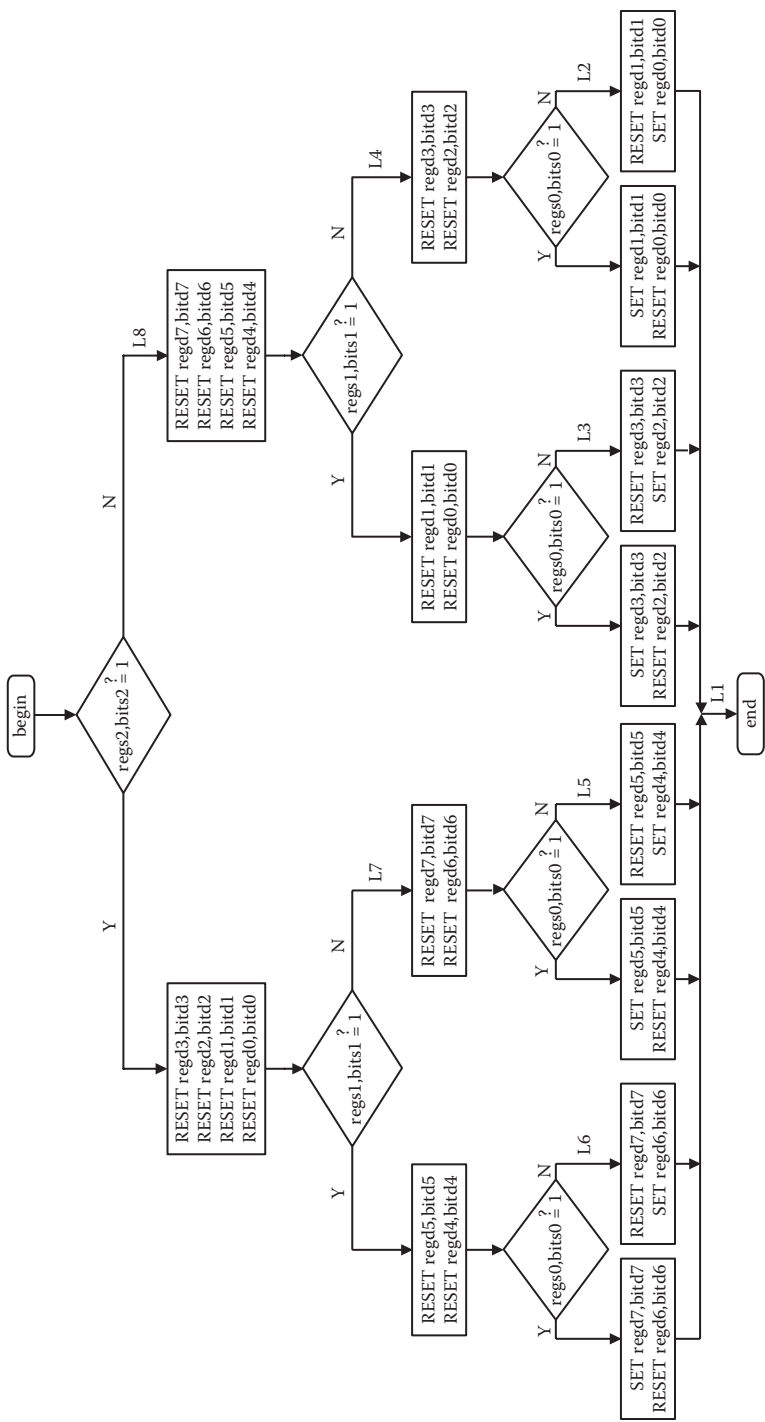 begin
regs2,bits2 ≟ 1
Y
N
L8
RESET regd3,bitd3
RESET regd2,bitd2
RESET regd1,bitd1
RESET regd0,bitd0
RESET regd7,bitd7
RESET regd6,bitd6
RESET regd5,bitd5
RESET regd4,bitd4
regs1,bits1 ≟ 1
Y
N
L7
regs1,bits1 ≟ 1
Y
N
L4
RESET regd5,bitd5
RESET regd4,bitd4
RESET regd7,bitd7
RESET regd6,bitd6
RESET regd1,bitd1
RESET regd0,bitd0
RESET regd3,bitd3
RESET regd2,bitd2
regs0,bits0 ≟ 1
Y
N
L6
regs0,bits0 ≟ 1
Y
N
L5
regs0,bits0 ≟ 1
Y
N
L3
regs0,bits0 ≟ 1
Y
N
L2
SET regd7,bitd7
RESET regd6,bitd6
RESET regd7,bitd7
SET regd6,bitd6
SET regd5,bitd5
RESET regd4,bitd4
RESET regd5,bitd5
SET regd4,bitd4
SET regd3,bitd3
RESET regd2,bitd2
RESET regd3,bitd3
SET regd2,bitd2
SET regd1,bitd1
RESET regd0,bitd0
RESET regd1,bitd1
SET regd0,bitd0
L1
end